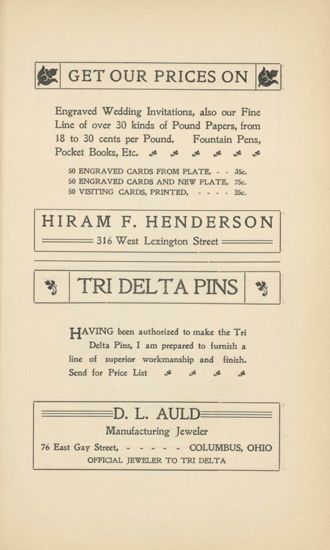 GET OUR PRICES ON
Engraved Wedding Invitations, also our Fine
Line of over 30 kinds of Pound Papers, from
18 to 30 cents per Pound. Fountain Pens,
Pocket Books, Etc.
50 ENGRAVED CARDS FROM PLATE, - - 35c.
50 ENGRAVED CARDS AND NEW PLATE, 75c.
50 VISITING CARDS, PRINTED, - - - - 35c.
HIRAM F. HENDERSON
316 West Lexington Street
TRI DELTA PINS
HAVING been authorized to make the Tri
Delta Pins, I am prepared to furnish a
line of superior workmanship and finish.
Send for Price List
D. L. AULD
Manufacturing Jeweler
76 East Gay Street, - - - - - COLUMBUS, OHIO
OFFICIAL JEWELER TO TRI DELTA